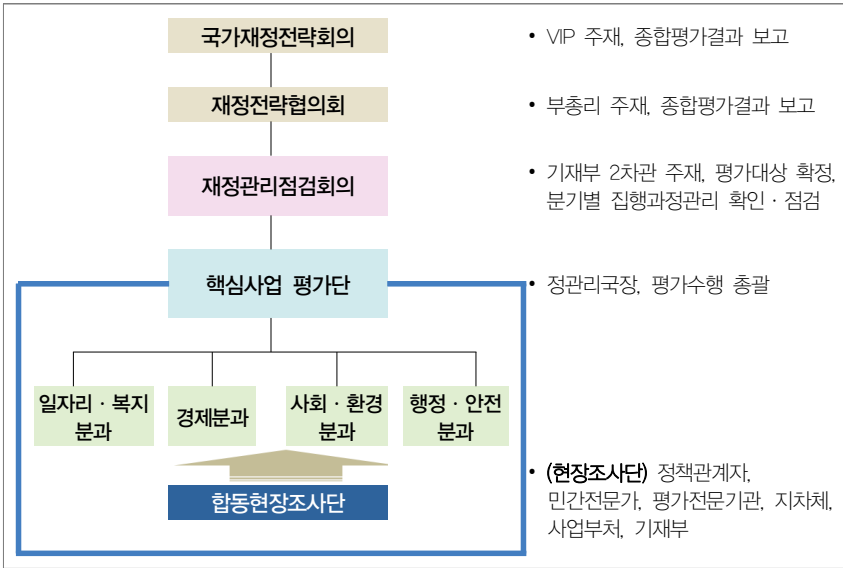 국가재정전략회의
• VIP 주재, 종합평가결과 보고
재정전략협의회
• 부총리 주재, 종합평가결과 보고
재정관리점검회의
• 기재부 2차관 주재, 평가대상 확정,
분기별 집행과정관리 확인 · 점검
핵심사업 평가단
• 정관리국장, 평가수행 총괄
일자리 · 복지
분과
경제분과
사회 · 환경
분과
행정 · 안전
분과
합동현장조사단
• (현장조사단) 정책관계자,
민간전문가, 평가전문기관, 지차체,
사업부처, 기재부